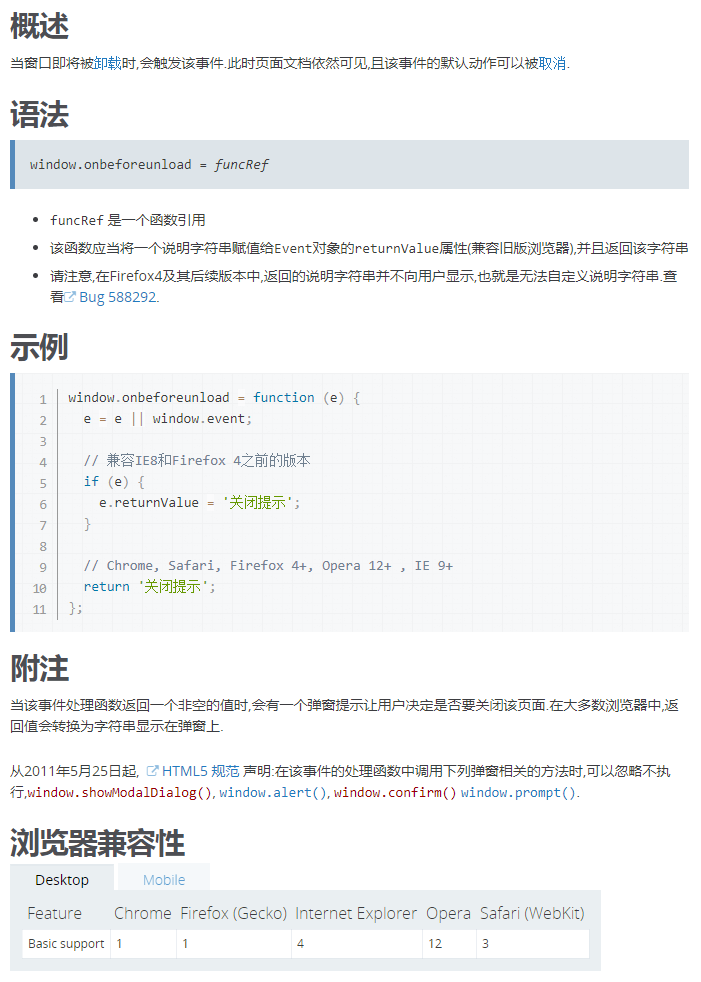 概述
当窗口即将被卸载时,会触发该事件.此时页面文档依然可见,且该事件的默认动作可以被取消.
语法
window.onbeforeunload = funcRef
funcRef 是一个函数引用
该函数应当将一个说明字符串赋值给Event对象的returnValue属性(兼容旧版浏览器),并且返回该字符串
请注意,在Firefox4及其后续版本中,返回的说明字符串并不向用户显示,也就是无法自定义说明字符串.查
看 Bug 588292.
示例
1 window.onbeforeunload = function (e) {
2 e = e || window.event;
3
4 // 兼容IE8和Firefox 4之前的版本
5 if (e) {
6 e.returnValue = '关闭提示';
7 }
8
9 // Chrome, Safari, Firefox 4+, Opera 12+ , IE 9+
10 return '关闭提示';
11 };
附注
当该事件处理函数返回一个非空的值时,会有一个弹窗提示让用户决定是否要关闭该页面.在大多数浏览器中,返
回值会转换为字符串显示在弹窗上.
从2011年5月25日起, HTML5 规范 声明:在该事件的处理函数中调用下列弹窗相关的方法时,可以忽略不执
行,window.showModalDialog(), window.alert(), window.confirm() window.prompt().
浏览器兼容性
Desktop Mobile
Feature Chrome Firefox (Gecko) Internet Explorer Opera Safari (WebKit)
Basic support 1 1 4 12 3